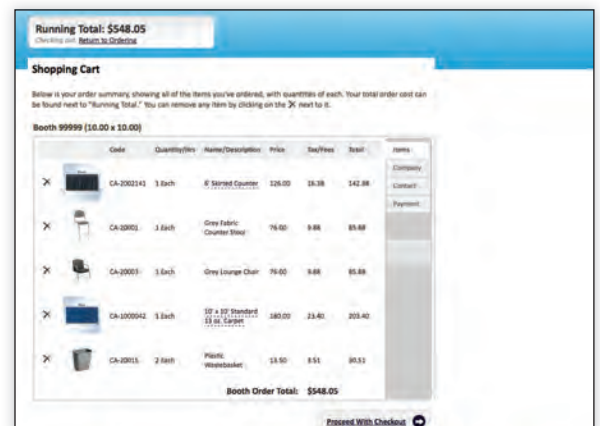 Running Total: $548.05
Checking out. Return to Ordering
Shopping Cart
Below is your order summary, showing all of the items you've ordered, with quantities of each. Your total order cost can
be found next to "Running Total." You can remove any item by clicking on the X next to it.
Booth 99999 (10.00 x 10.00)
Code Quantity/Hrs Name/Description Price Tax/Fees Total Items
Company
Contact
Payment
X CA-2002141 1 Each 6' Skirted Counter 126.00 16.38 142.38
X CA-20001 1 Each Grey Fabric
Counter Stool 76.00 9.88 85.88
X CA-20003 1 Each Grey Lounge Chair 76.00 9.88 85.88
X CA-1000042 1 Each 10' x 10' Standard
13 oz. Carpet 180.00 23.40 203.40
X CA-20015 2 Each Plastic
Wastebasket 13.50 3.51 30.51
Booth Order Total: $548.05
Proceed With Checkout